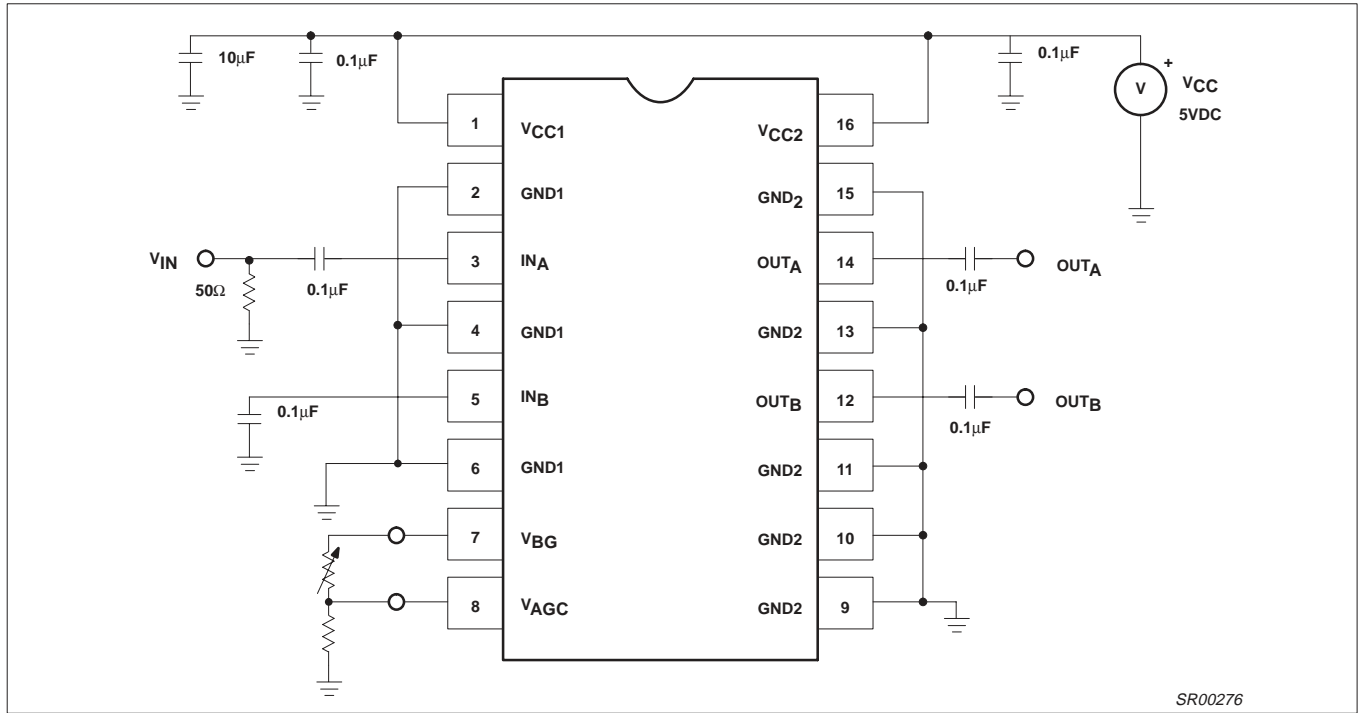 10µF
0.1µF
0.1µF
+
V
VCC
5VDC
1 VCC1
VCC2 16
2 GND1
GND2 15
VIN
50Ω
0.1µF
3 INA
OUTA 14
0.1µF
OUTA
4 GND1
GND2 13
0.1µF
5 INB
OUTB 12
0.1µF
OUTB
6 GND1
GND2 11
7 VBG
GND2 10
8 VAGC
GND2 9
SR00276